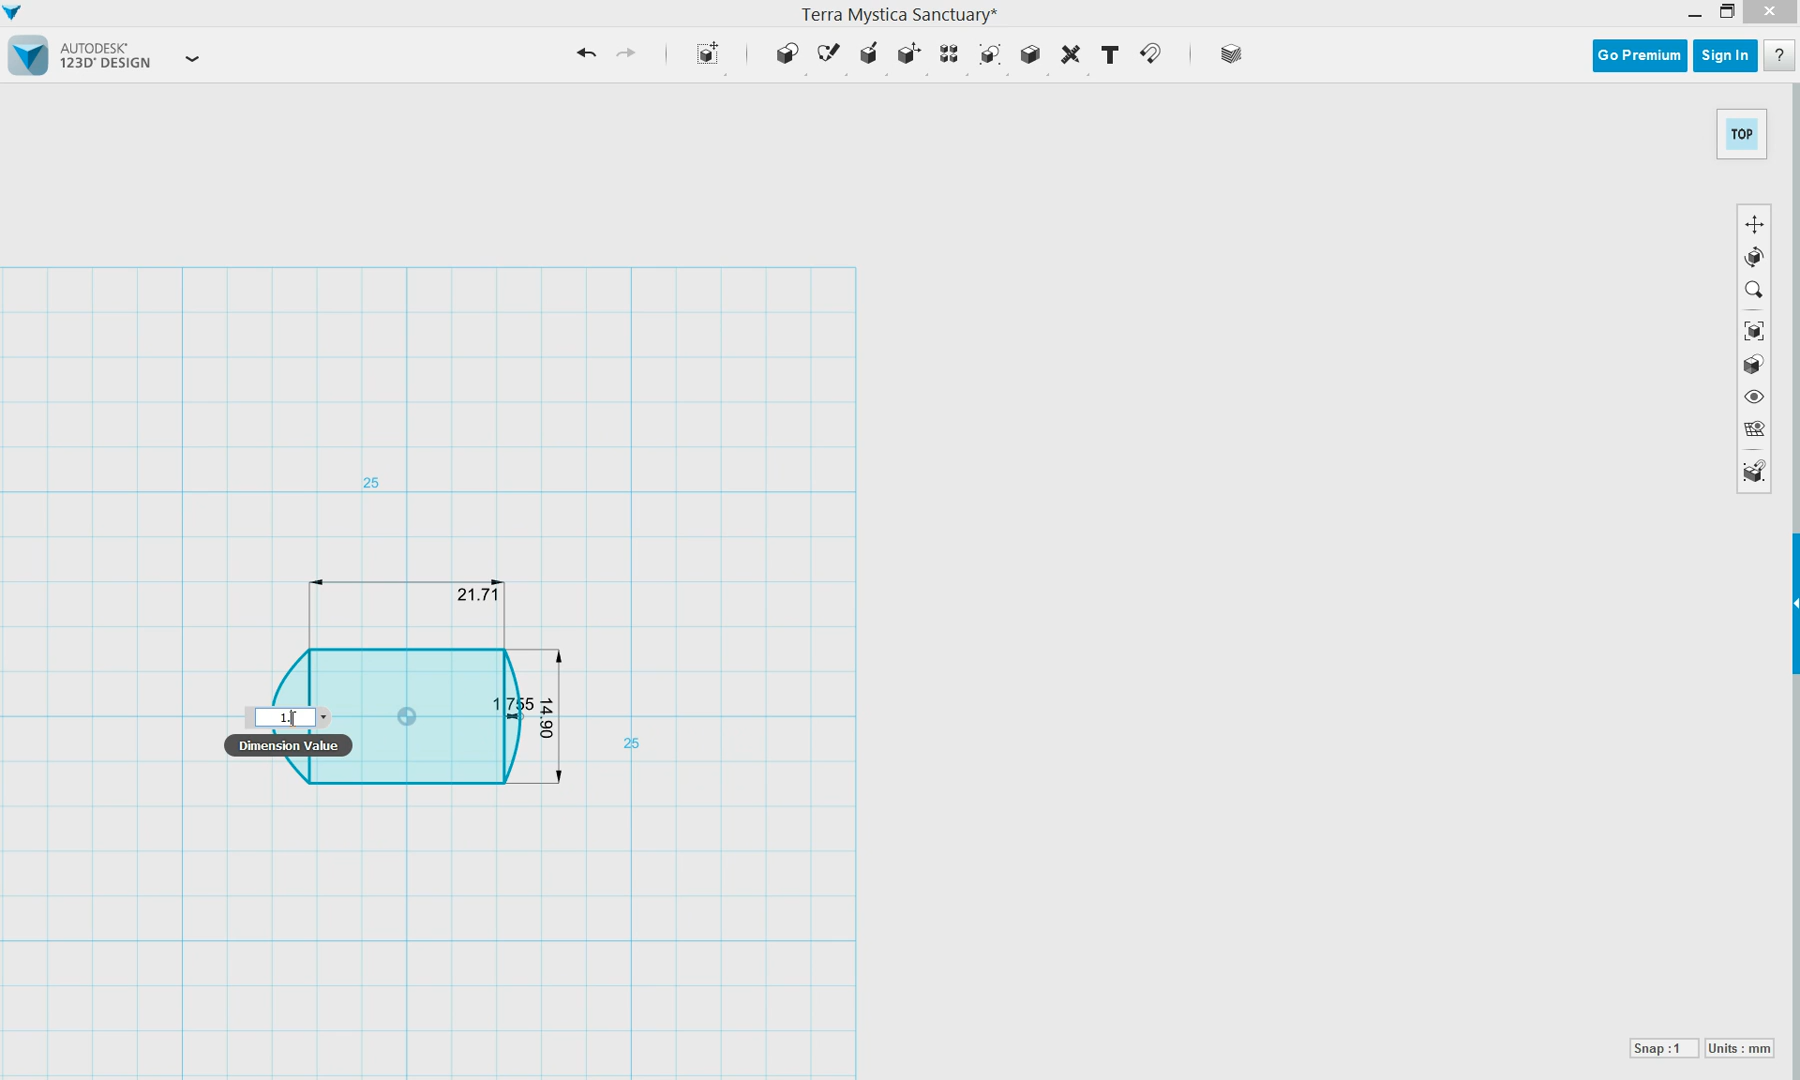 Terra Mystica Sanctuary*
AUTODESK®
123D® DESIGN
T
Go Premium
Sign In
?
TOP
25
21.71
1.755
14.90
1.
Dimension Value
25
Snap : 1
Units : mm